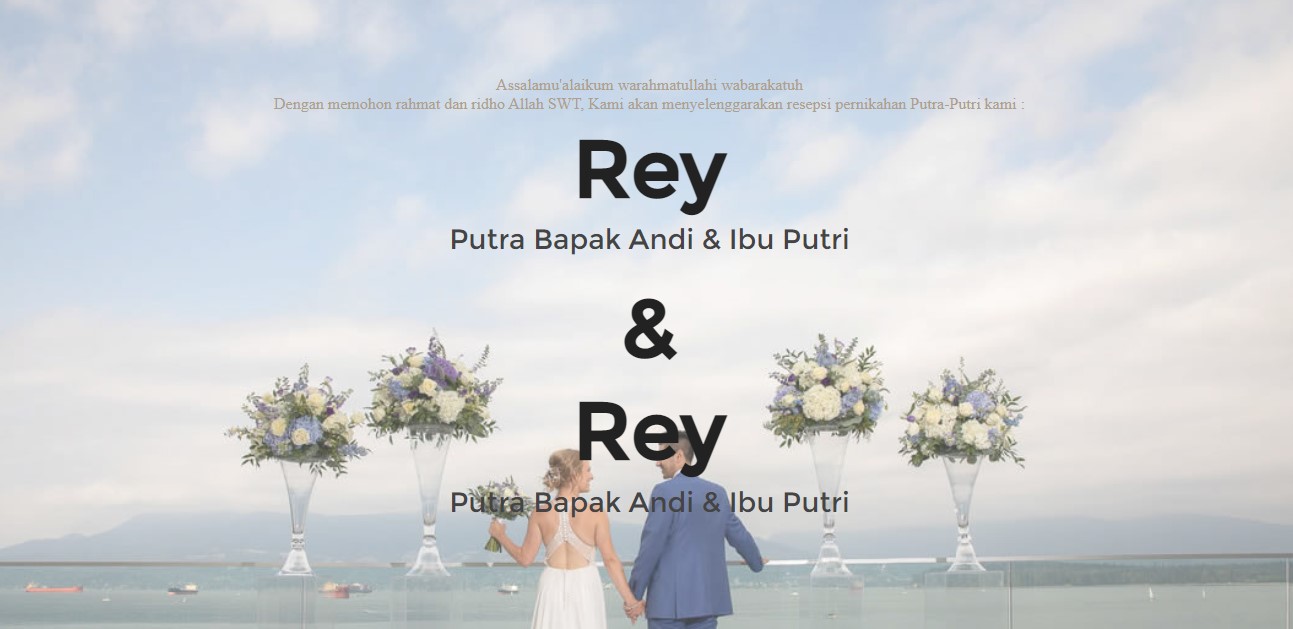 Assalamu'alaikum warahmatullahi wabarakatuh
Dengan memohon rahmat dan ridho Allah SWT, Kami akan menyelenggarakan resepsi pernikahan Putra-Putri kami :
Rey
Putra Bapak Andi & Ibu Putri
&
Rey
Putra Bapak Andi & Ibu Putri